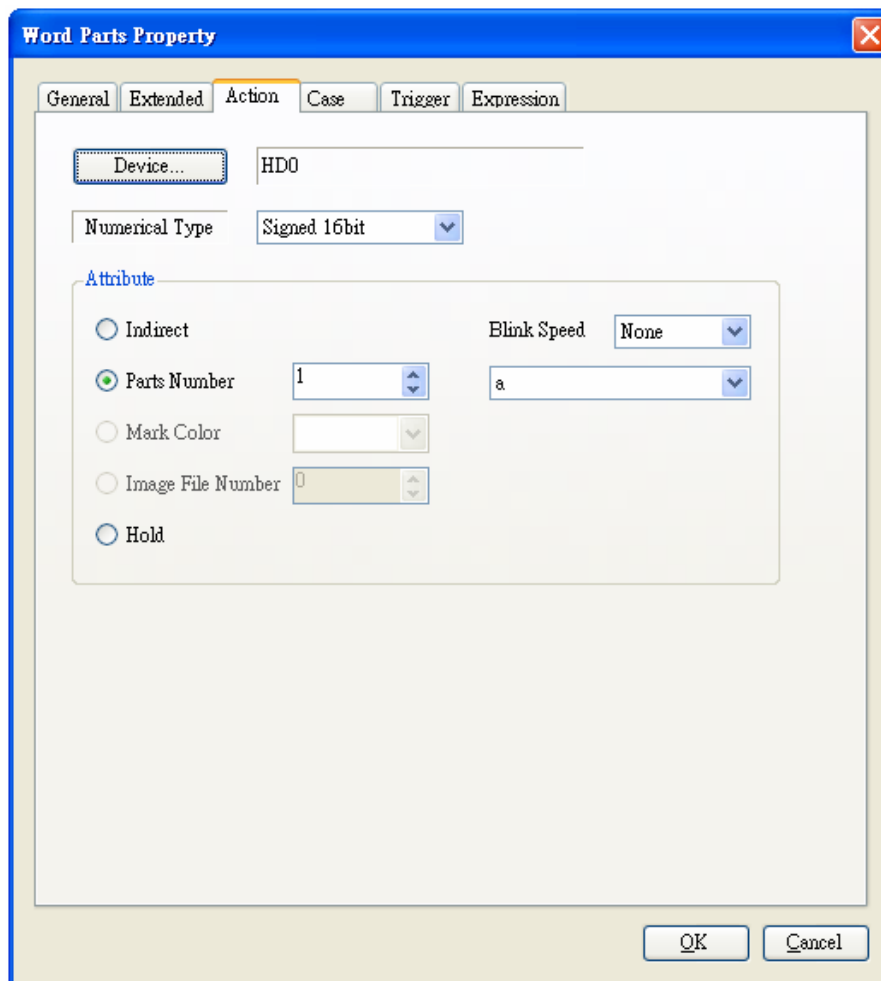 Word Parts Property
General Extended Action Case Trigger Expression
Device... HD0
Numerical Type Signed 16bit
Attribute
Indirect Blink Speed None
Parts Number 1 a
Mark Color
Image File Number 0
Hold
OK Cancel